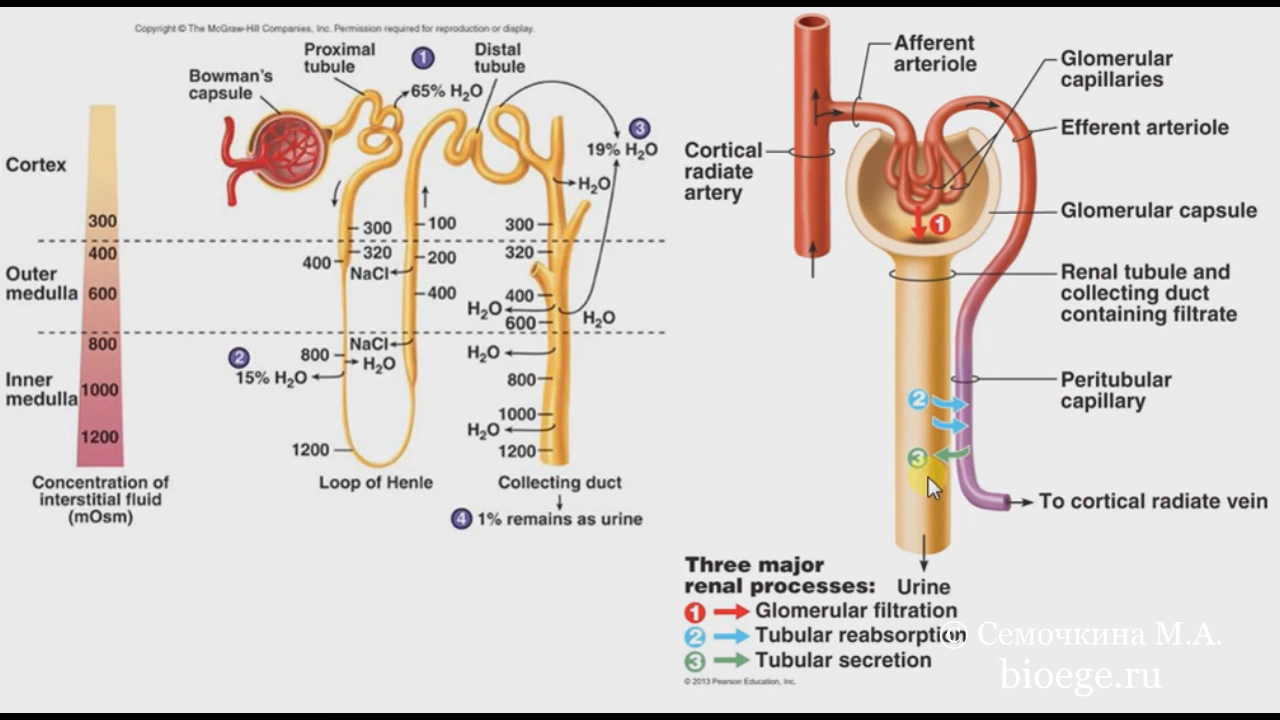 Copyright © The McGraw-Hill Companies, Inc. Permission required for reproduction or display.
Proximal
tubule
1
Distal
tubule
Bowman's
capsule
65% H₂O
3
19% H₂O
H₂O
Cortex
300
400
Outer
medulla
600
800
Inner
medulla
1000
1200
Concentration of
interstitial fluid
(mOsm)
300
100
400
320
200
NaCl
400
2
800
NaCl
H₂O
15% H₂O
1200
Loop of Henle
300
320
400
H₂O
600
H₂O
H₂O
800
1000
H₂O
1200
Collecting duct
4 1% remains as urine
Afferent
arteriole
Glomerular
capillaries
Efferent arteriole
Cortical
radiate
artery
1
Glomerular capsule
Renal tubule and
collecting duct
containing filtrate
Peritubular
capillary
2
3
To cortical radiate vein
Three major
renal processes:
Urine
1 Glomerular filtration
2 Tubular reabsorption
3 Tubular secretion
© 2013 Pearson Education, Inc.
© Семочкина М.А.
bioege.ru